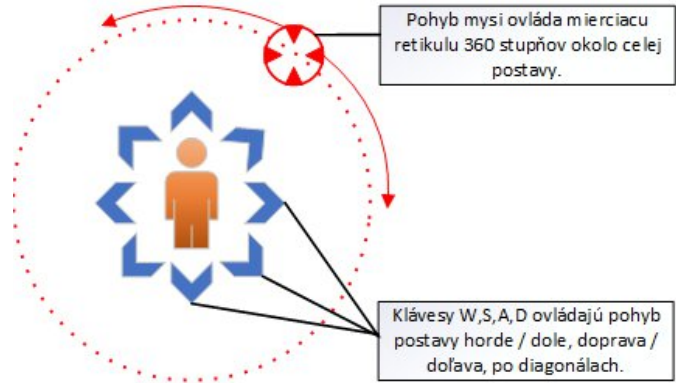 Pohyb mysi ovláda mierciacu
retikulu 360 stupňov okolo celej
postavy.
Klávesy W,S,A,D ovládajú pohyb
postavy horde / dole, doprava /
doľava, po diagonálach.